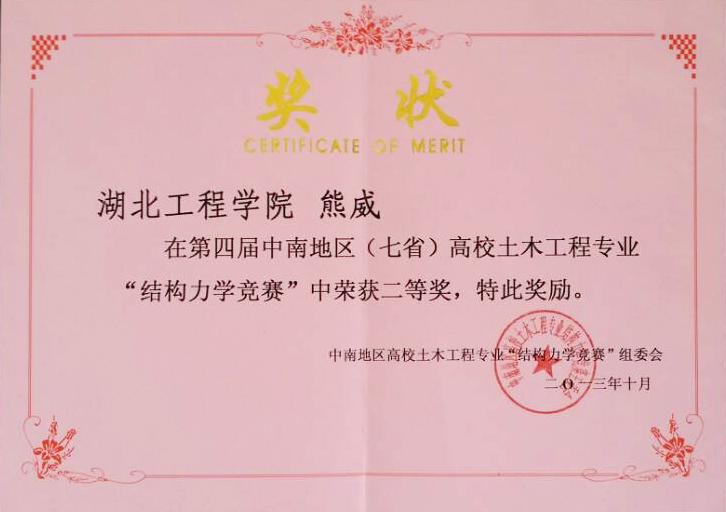 奖 状
CERTIFICATE OF MERIT
湖北工程学院 熊威
在第四届中南地区（七省）高校土木工程专业
“结构力学竞赛”中荣获二等奖，特此奖励。
中南地区高校土木工程专业“结构力学竞赛”组委会
二〇一三年十月